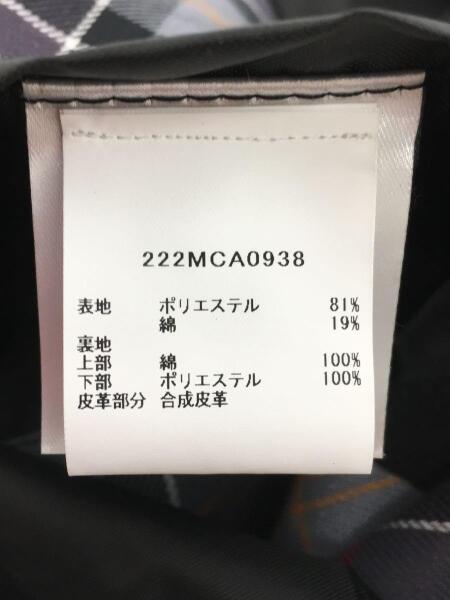 222MCA0938
表地 ポリエステル 81%
綿 19%
裏地
上部 綿 100%
下部 ポリエステル 100%
皮革部分 合成皮革